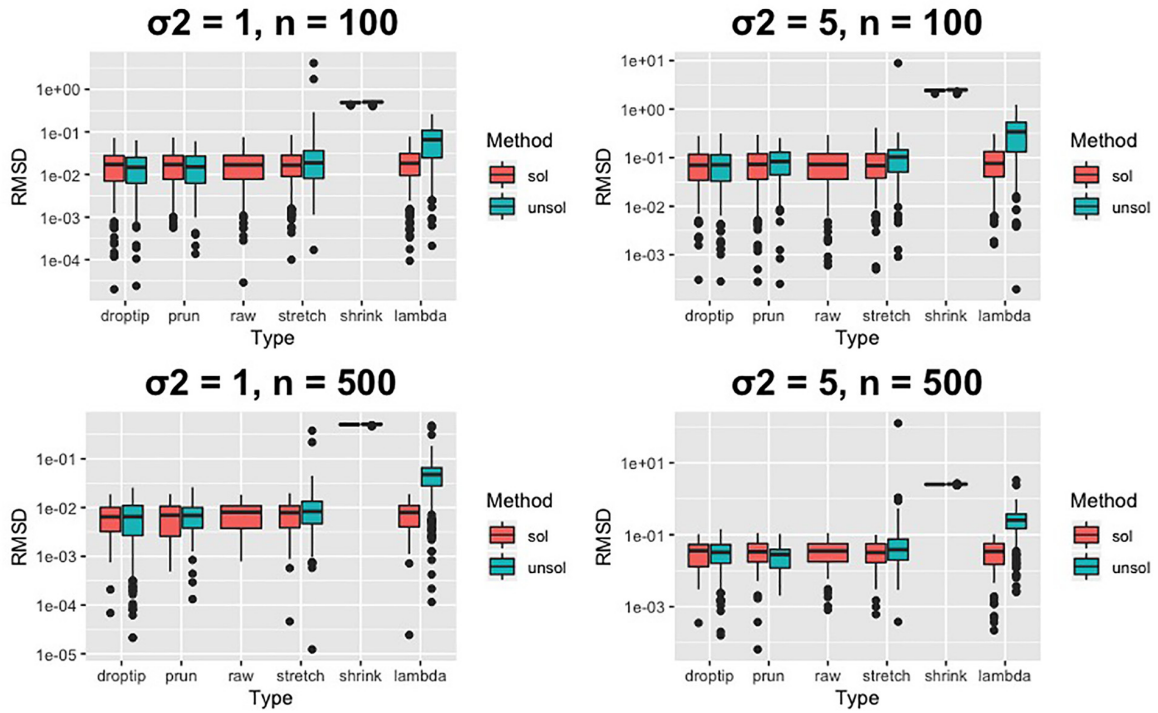 σ2 = 1, n = 100
RMSD
1e+00
1e-01
1e-02
1e-03
1e-04
droptip prun raw stretch shrink lambda
Type
Method
sol
unsol
σ2 = 5, n = 100
RMSD
1e+01
1e+00
1e-01
1e-02
1e-03
droptip prun raw stretch shrink lambda
Type
Method
sol
unsol
σ2 = 1, n = 500
RMSD
1e-01
1e-02
1e-03
1e-04
1e-05
droptip prun raw stretch shrink lambda
Type
Method
sol
unsol
σ2 = 5, n = 500
RMSD
1e+01
1e-01
1e-03
droptip prun raw stretch shrink lambda
Type
Method
sol
unsol